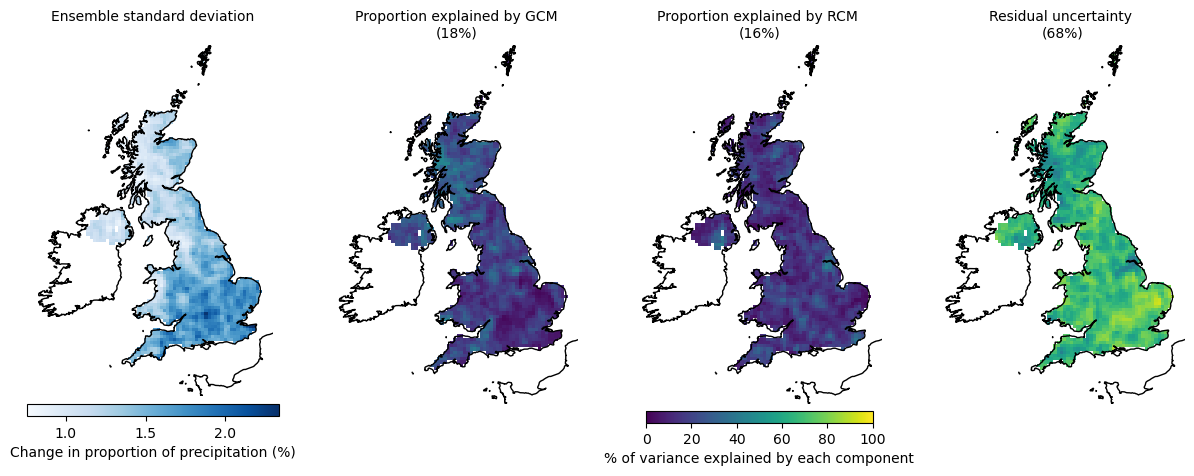 Ensemble standard deviation
Proportion explained by GCM
(18%)
Proportion explained by RCM
(16%)
Residual uncertainty
(68%)
1.0 1.5 2.0
Change in proportion of precipitation (%)
0 20 40 60 80 100
% of variance explained by each component